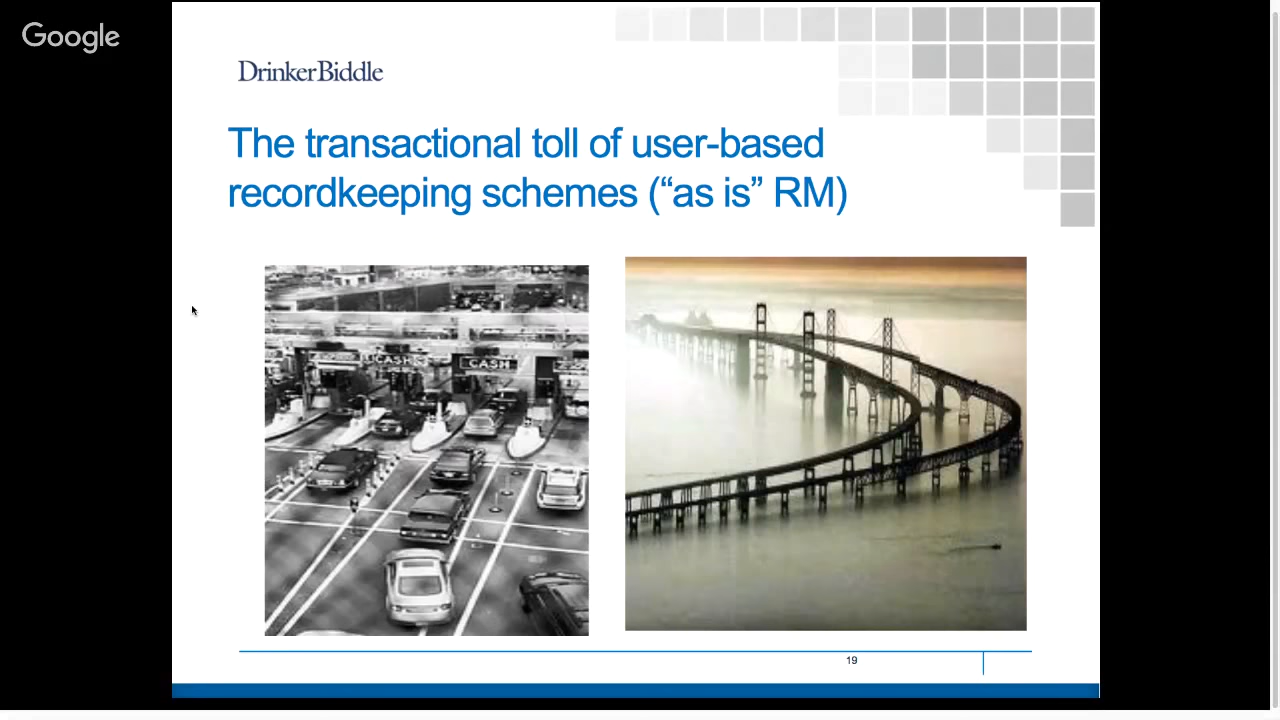 Google
DrinkerBiddle
The transactional toll of user-based
recordkeeping schemes (“as is” RM)
CASH
CASH
19